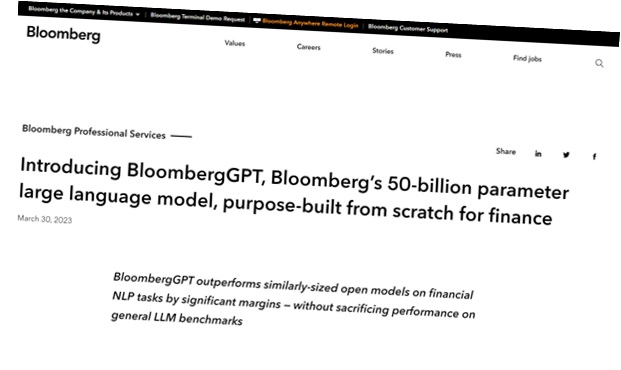 Bloomberg the Company & Its Products Bloomberg Terminal Demo Request Bloomberg Anywhere Remote Login Bloomberg Customer Support
Bloomberg
Values Careers Stories Press Find jobs
Bloomberg Professional Services
Share
Introducing BloombergGPT, Bloomberg's 50-billion parameter
large language model, purpose-built from scratch for finance
March 30, 2023
BloombergGPT outperforms similarly-sized open models on financial
NLP tasks by significant margins — without sacrificing performance on
general LLM benchmarks